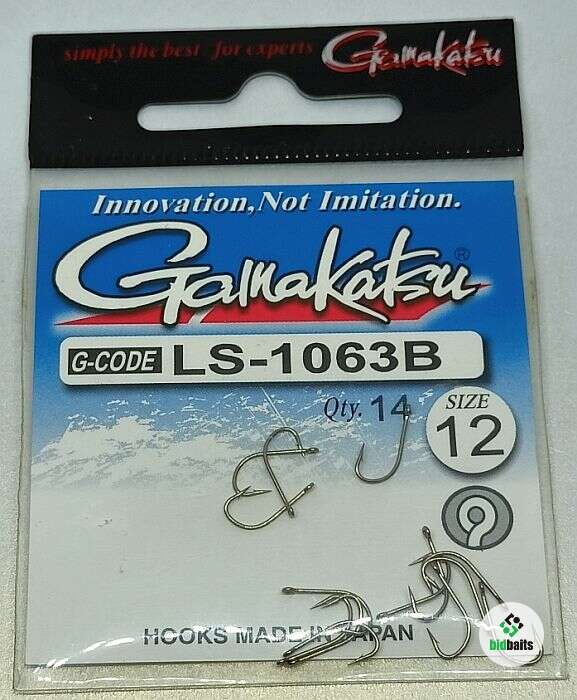 simply the best for experts Gamakatsu
Innovation, Not Imitation.
Gamakatsu®
G-CODE LS-1063B
Qty. 14
SIZE
12
HOOKS MADE IN JAPAN
bidbaits